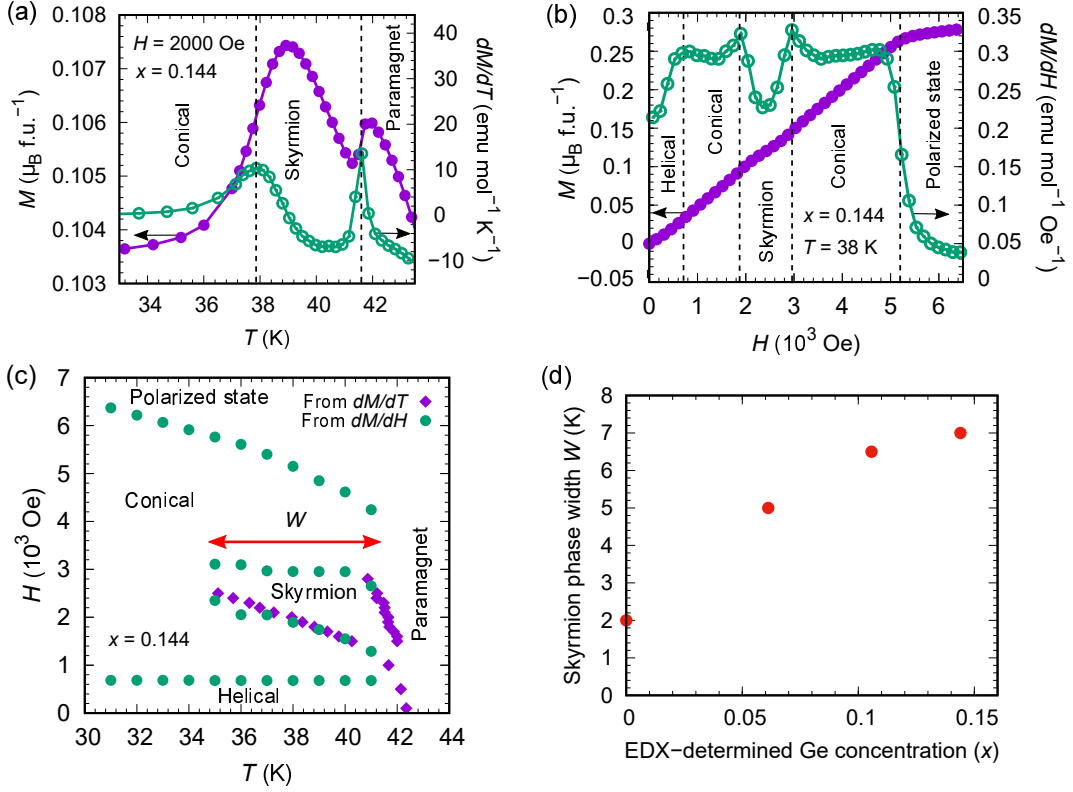 (a)
H = 2000 Oe
x = 0.144
Conical
Skyrmion
Paramagnet
M (μB f.u.⁻¹)
0.108
0.107
0.106
0.105
0.104
0.103
dM/dT (emu mol⁻¹ K⁻¹)
40
30
20
10
0
−10
34 36 38 40 42
T (K)
(b)
M (μB f.u.⁻¹)
0.3
0.25
0.20
0.15
0.1
0.05
0
−0.05
Helical
Conical
Skyrmion
Conical
Polarized state
x = 0.144
T = 38 K
dM/dH (emu mol⁻¹ Oe⁻¹)
0.35
0.3
0.25
0.2
0.15
0.1
0.05
0
0 1 2 3 4 5 6
H (10³ Oe)
(c)
H (10³ Oe)
7
6
5
4
3
2
1
0
Polarized state
From dM/dT
From dM/dH
Conical
W
Skyrmion
Paramagnet
x = 0.144
Helical
30 32 34 36 38 40 42 44
T (K)
(d)
Skyrmion phase width W (K)
8
7
6
5
4
3
2
1
0
0 0.05 0.1 0.15
EDX−determined Ge concentration (x)